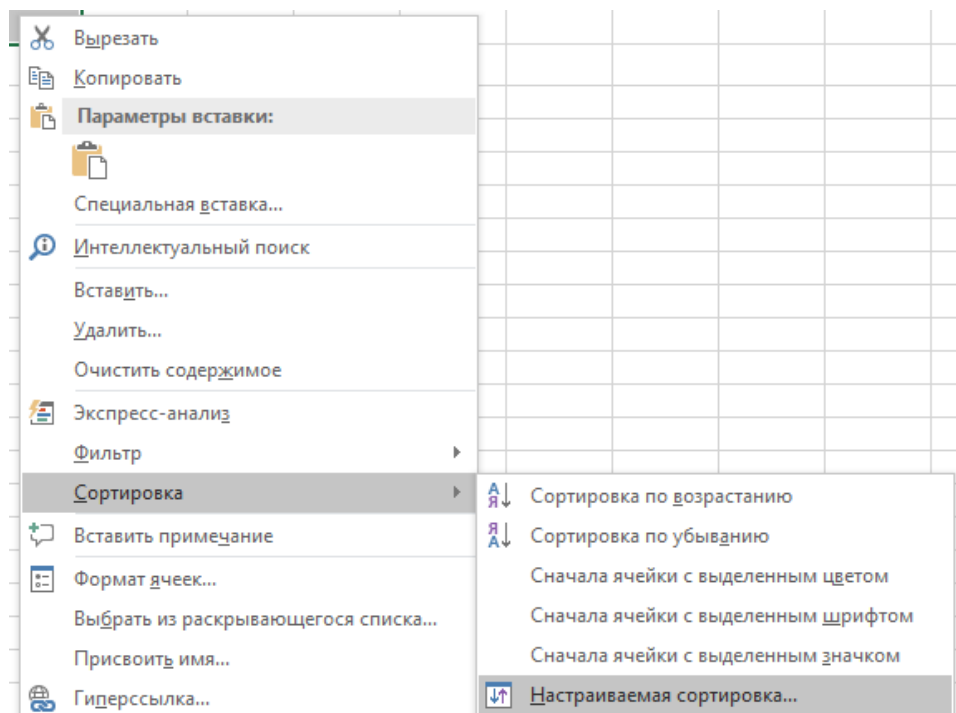 Вырезать
Копировать
Параметры вставки:
Специальная вставка...
Интеллектуальный поиск
Вставить...
Удалить...
Очистить содержимое
Экспресс-анализ
Фильтр
Сортировка
Вставить примечание
Формат ячеек...
Выбрать из раскрывающегося списка...
Присвоить имя...
Гиперссылка...
Сортировка по возрастанию
Сортировка по убыванию
Сначала ячейки с выделенным цветом
Сначала ячейки с выделенным шрифтом
Сначала ячейки с выделенным значком
Настраиваемая сортировка...